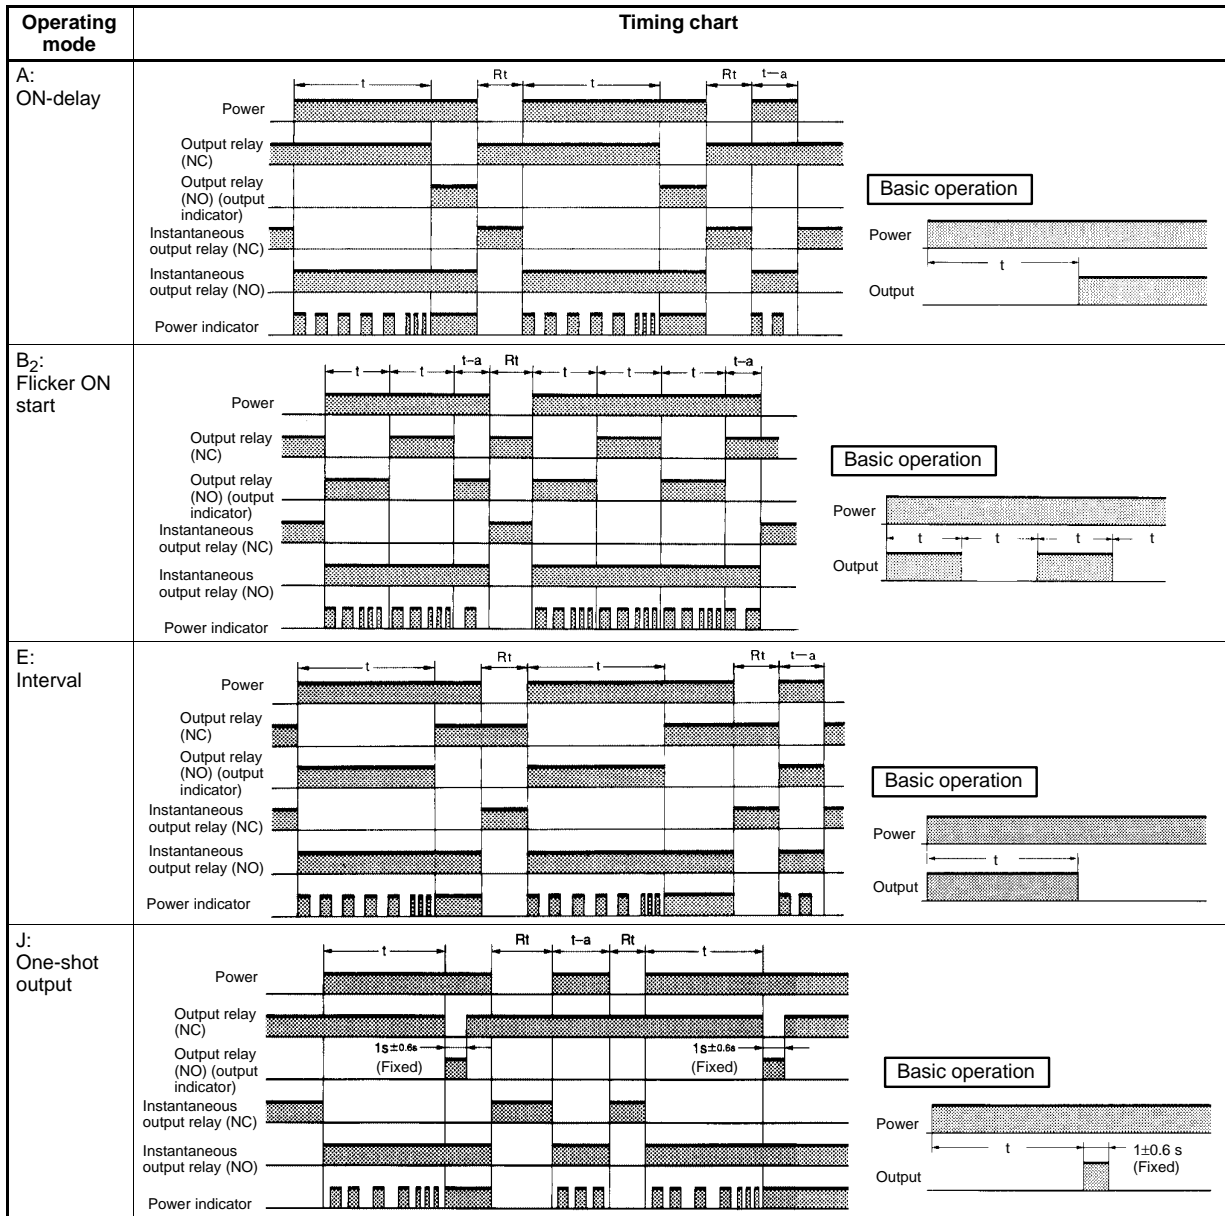 Operating
mode
Timing chart
A:
ON-delay
t
Rt
t
Rt
t–a
Power
Output relay
(NC)
Output relay
(NO) (output
indicator)
Instantaneous
output relay (NC)
Instantaneous
output relay (NO)
Power indicator
Basic operation
Power
t
Output
B2:
Flicker ON
start
t
t
t–a
Rt
t
t
t
t–a
Power
Output relay
(NC)
Output relay
(NO) (output
indicator)
Instantaneous
output relay (NC)
Instantaneous
output relay (NO)
Power indicator
Basic operation
Power
t
t
t
t
Output
E:
Interval
t
Rt
t
Rt
t–a
Power
Output relay
(NC)
Output relay
(NO) (output
indicator)
Instantaneous
output relay (NC)
Instantaneous
output relay (NO)
Power indicator
Basic operation
Power
t
Output
J:
One-shot
output
t
Rt
t–a
Rt
t
Power
Output relay
(NC)
1s±0.6s
(Fixed)
1s±0.6s
(Fixed)
Output relay
(NO) (output
indicator)
Instantaneous
output relay (NC)
Instantaneous
output relay (NO)
Power indicator
Basic operation
Power
t
1±0.6 s
(Fixed)
Output